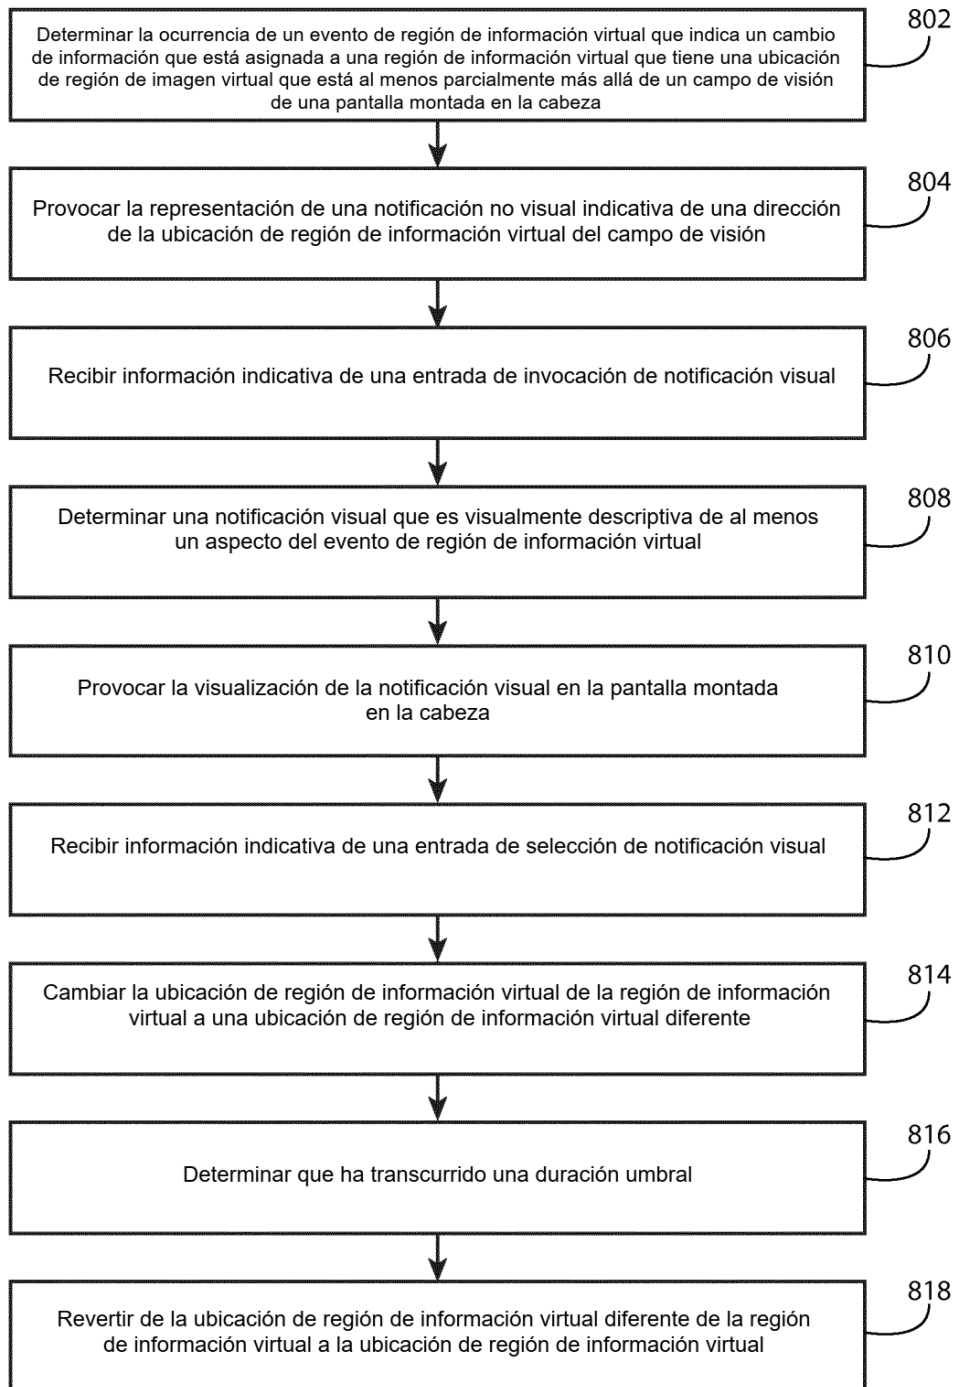 802
Determinar la ocurrencia de un evento de región de información virtual que indica un cambio
de información que está asignada a una región de información virtual que tiene una ubicación
de región de imagen virtual que está al menos parcialmente más allá de un campo de visión
de una pantalla montada en la cabeza
804
Provocar la representación de una notificación no visual indicativa de una dirección
de la ubicación de región de información virtual del campo de visión
806
Recibir información indicativa de una entrada de invocación de notificación visual
808
Determinar una notificación visual que es visualmente descriptiva de al menos
un aspecto del evento de región de información virtual
810
Provocar la visualización de la notificación visual en la pantalla montada
en la cabeza
812
Recibir información indicativa de una entrada de selección de notificación visual
814
Cambiar la ubicación de región de información virtual de la región de información
virtual a una ubicación de región de información virtual diferente
816
Determinar que ha transcurrido una duración umbral
818
Revertir de la ubicación de región de información virtual diferente de la región
de información virtual a la ubicación de región de información virtual